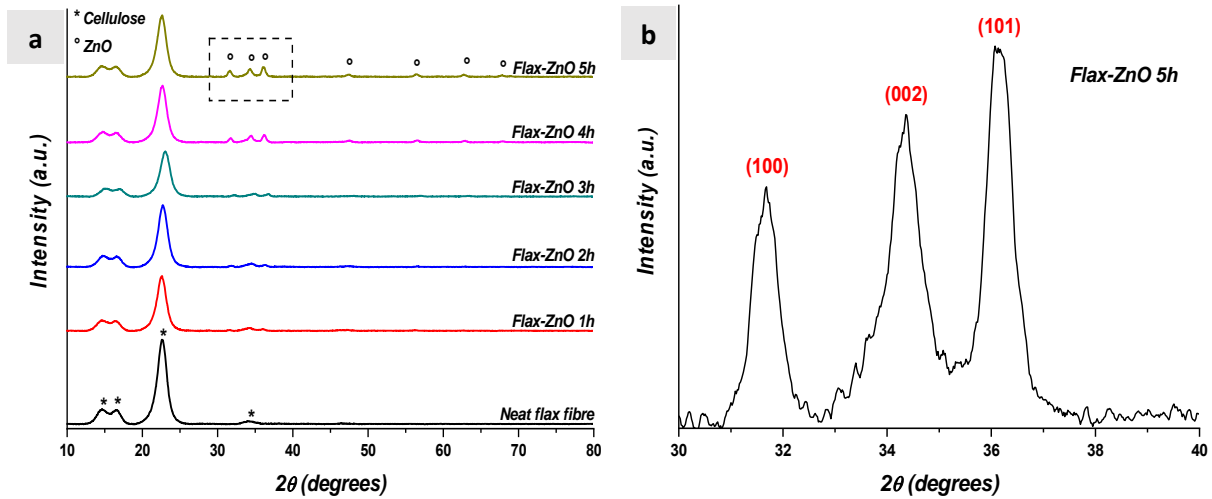 a
* Cellulose
° ZnO
Flax-ZnO 5h
Flax-ZnO 4h
Flax-ZnO 3h
Flax-ZnO 2h
Flax-ZnO 1h
Neat flax fibre
Intensity (a.u.)
10 20 30 40 50 60 70 80
2θ (degrees)
b
(100)
(002)
(101)
Flax-ZnO 5h
Intensity (a.u.)
30 32 34 36 38 40
2θ (degrees)